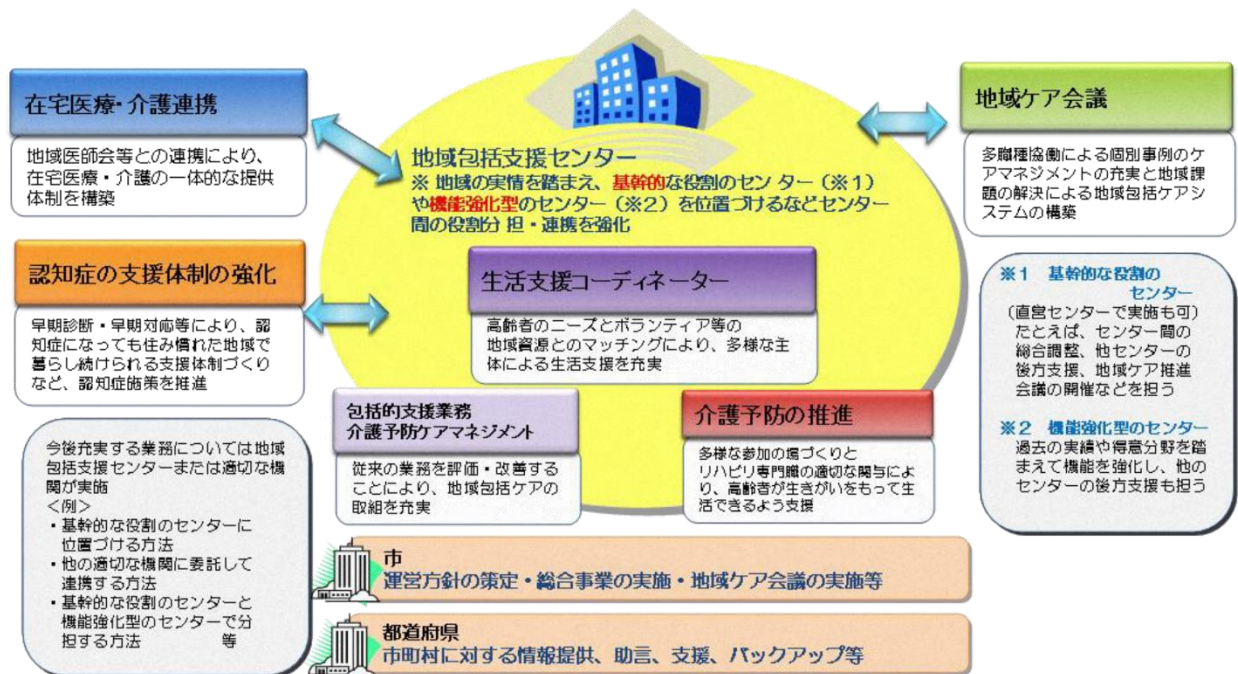 在宅医療・介護連携
地域医師会等との連携により、
在宅医療・介護の一体的な提供
体制を構築
認知症の支援体制の強化
早期診断・早期対応等により、認
知症になっても住み慣れた地域で
暮らし続けられる支援体制づくり
など、認知症施策を推進
今後充実する業務については地域
包括支援センターまたは適切な機
関が実施
<例>
・基幹的な役割のセンターに
位置づける方法
・他の適切な機関に委託して
連携する方法
・基幹的な役割のセンターと
機能強化型のセンターで分
担する方法 等
地域包括支援センター
※ 地域の実情を踏まえ、基幹的な役割のセン ター（※1）
や機能強化型のセンター（※2）を位置づけるなどセンター
間の役割分 担・連携を強化
生活支援コーディネーター
高齢者のニーズとボランティア等の
地域資源とのマッチングにより、多様な主
体による生活支援を充実
包括的支援業務
介護予防ケアマネジメント
従来の業務を評価・改善する
ことにより、地域包括ケアの
取組を充実
介護予防の推進
多様な参加の場づくりと
リハビリ専門職の適切な関与によ
り、高齢者が生きがいをもって生
活できるよう支援
地域ケア会議
多職種協働による個別事例のケ
アマネジメントの充実と地域課
題の解決による地域包括ケアシ
ステムの構築
※1 基幹的な役割の
センター
（直営センターで実施も可）
たとえば、センター間の
総合調整、他センターの
後方支援、地域ケア推進
会議の開催などを担う
※2 機能強化型のセンター
過去の実績や得意分野を踏
まえて機能を強化し、他の
センターの後方支援も担う
市
運営方針の策定・総合事業の実施・地域ケア会議の実施等
都道府県
市町村に対する情報提供、助言、支援、バックアップ等